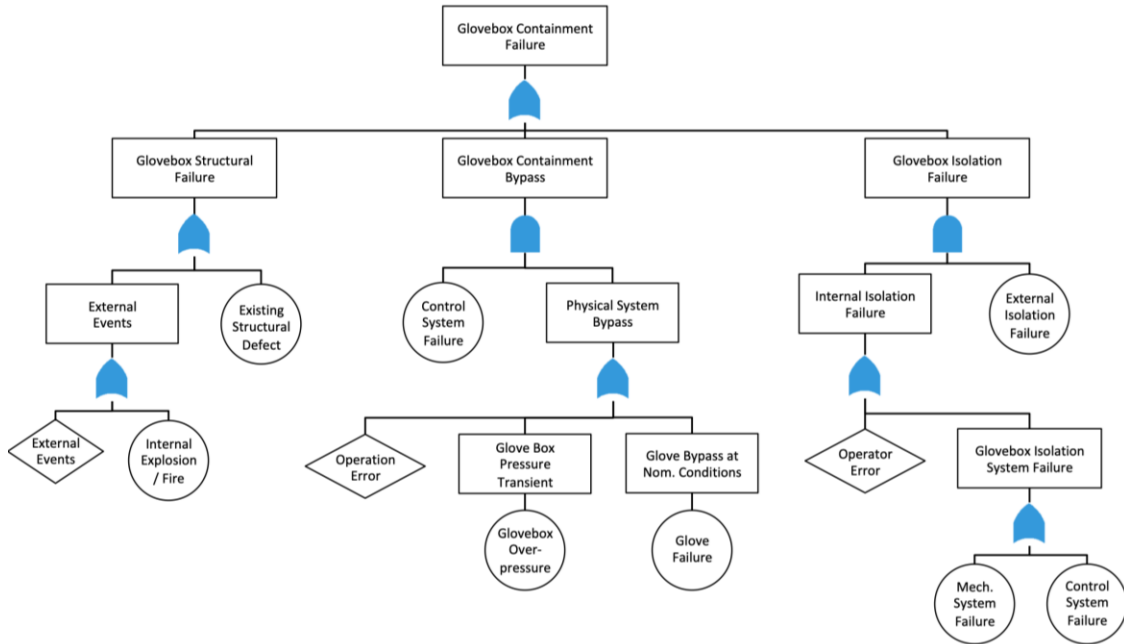 Glovebox Containment
Failure
Glovebox Structural
Failure
Glovebox Containment
Bypass
Glovebox Isolation
Failure
External
Events
Existing
Structural
Defect
Control
System
Failure
Physical System
Bypass
Internal Isolation
Failure
External
Isolation
Failure
External
Events
Internal
Explosion
/ Fire
Operation
Error
Glove Box
Pressure
Transient
Glove Bypass at
Nom. Conditions
Operator
Error
Glovebox Isolation
System Failure
Glovebox
Over-
pressure
Glove
Failure
Mech.
System
Failure
Control
System
Failure